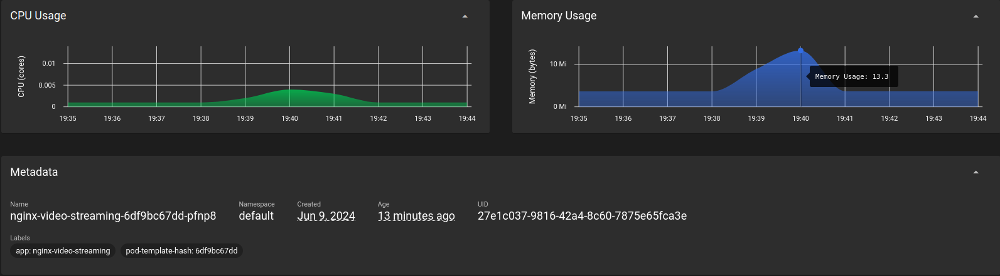 CPU Usage
CPU (cores)
0.01
0.005
0
19:35 19:36 19:37 19:38 19:39 19:40 19:41 19:42 19:43 19:44
Memory Usage
Memory (bytes)
10 Mi
0 Mi
Memory Usage: 13.3
19:35 19:36 19:37 19:38 19:39 19:40 19:41 19:42 19:43 19:44
Metadata
Name Namespace Created Age UID
nginx-video-streaming-6df9bc67dd-pfnp8 default Jun 9, 2024 13 minutes ago 27e1c037-9816-42a4-8c60-7875e65fca3e
Labels
app: nginx-video-streaming pod-template-hash: 6df9bc67dd